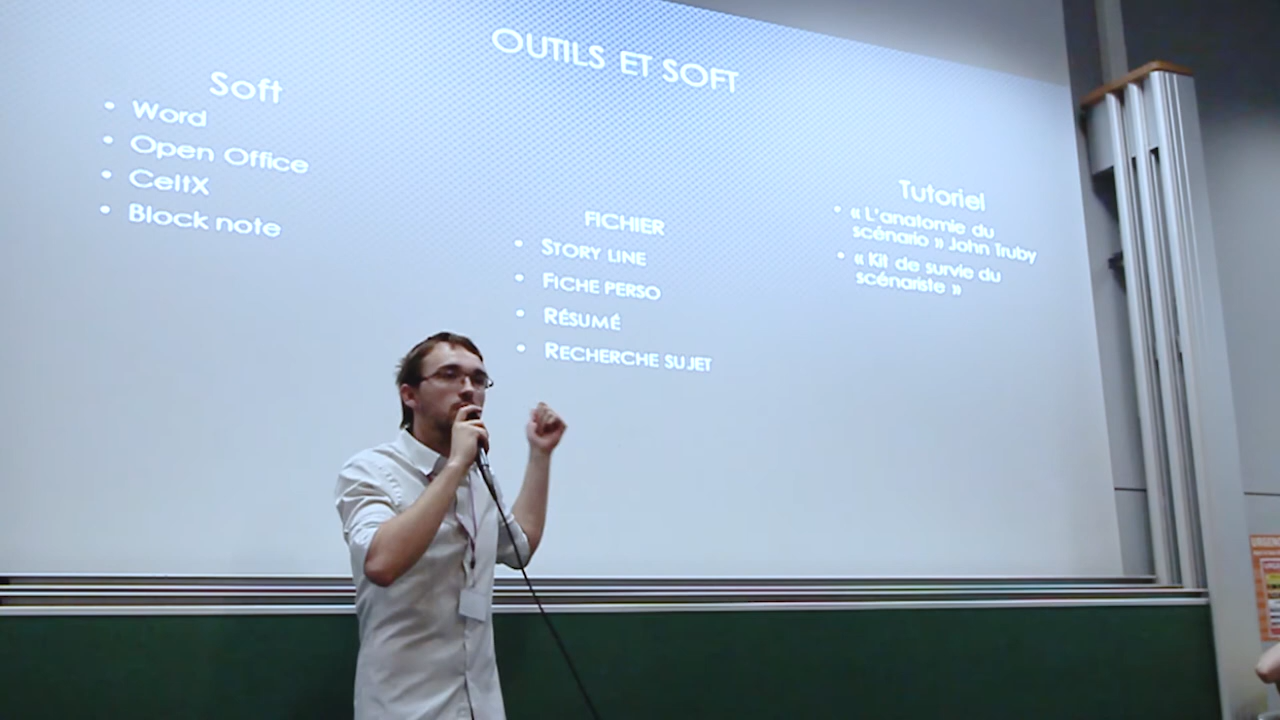 OUTILS ET SOFT
Soft
• Word
• Open Office
• CeltX
• Block note
FICHIER
• STORY LINE
• FICHE PERSO
• RÉSUMÉ
• RECHERCHE SUJET
Tutoriel
• « L'anatomie du
scénario » John Truby
• « Kit de survie du
scénariste »